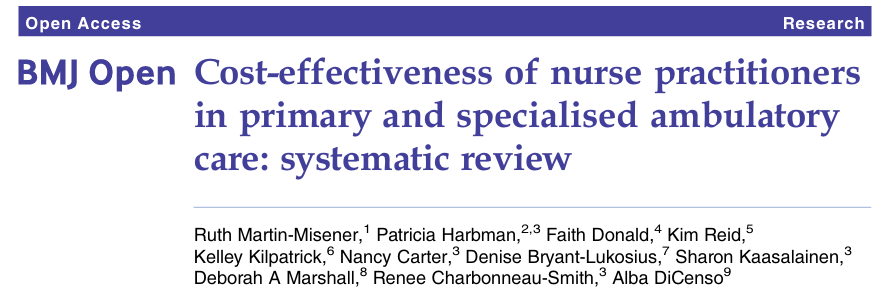 Open Access Research
BMJ Open Cost-effectiveness of nurse practitioners
in primary and specialised ambulatory
care: systematic review
Ruth Martin-Misener,1 Patricia Harbman,2,3 Faith Donald,4 Kim Reid,5
Kelley Kilpatrick,6 Nancy Carter,3 Denise Bryant-Lukosius,7 Sharon Kaasalainen,3
Deborah A Marshall,8 Renee Charbonneau-Smith,3 Alba DiCenso9